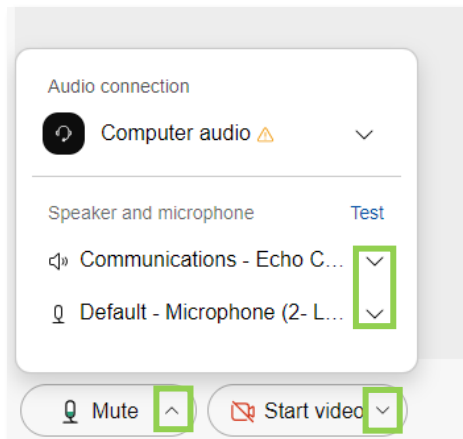 Audio connection
Computer audio
Speaker and microphone Test
Communications - Echo C...
Default - Microphone (2- L...
Mute Start video